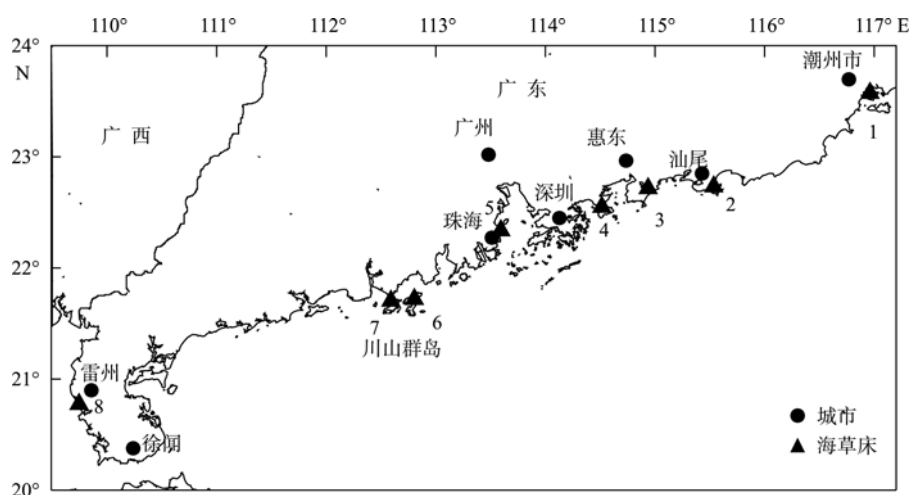 110° 111° 112° 113° 114° 115° 116° 117° E
24°
N
潮州市
广 东
1
广 西
广州
惠东
23°
汕尾
2
深圳
3
5
4
珠海
22°
7
6
川山群岛
21°
雷州
8
城市
徐闻
海草床
20°